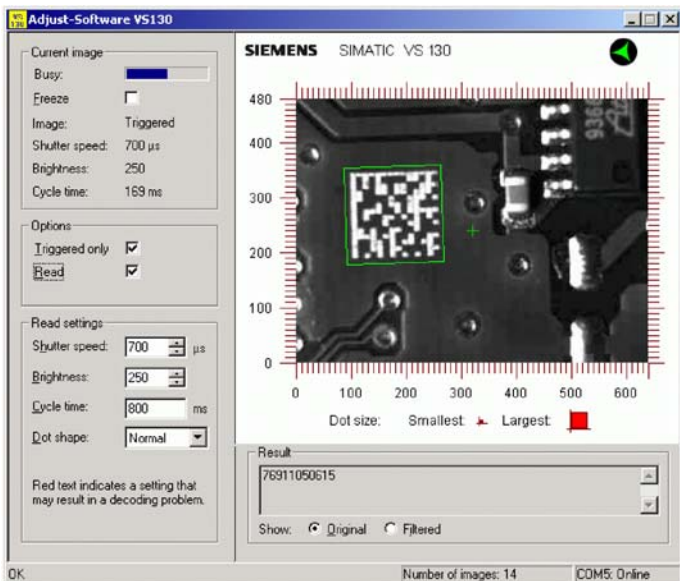 Adjust-Software VS130
Current image
Busy:
Freeze
Image: Triggered
Shutter speed: 700 µs
Brightness: 250
Cycle time: 169 ms
Options
Triggered only
Read
Read settings
Shutter speed: 700 µs
Brightness: 250
Cycle time: 800 ms
Dot shape: Normal
Red text indicates a setting that
may result in a decoding problem.
SIEMENS SIMATIC VS 130
480
400
300
200
100
0
0 100 200 300 400 500 600
Dot size: Smallest Largest
Result
76911050615
Show: Original Filtered
OK Number of images: 14 COM5: Online